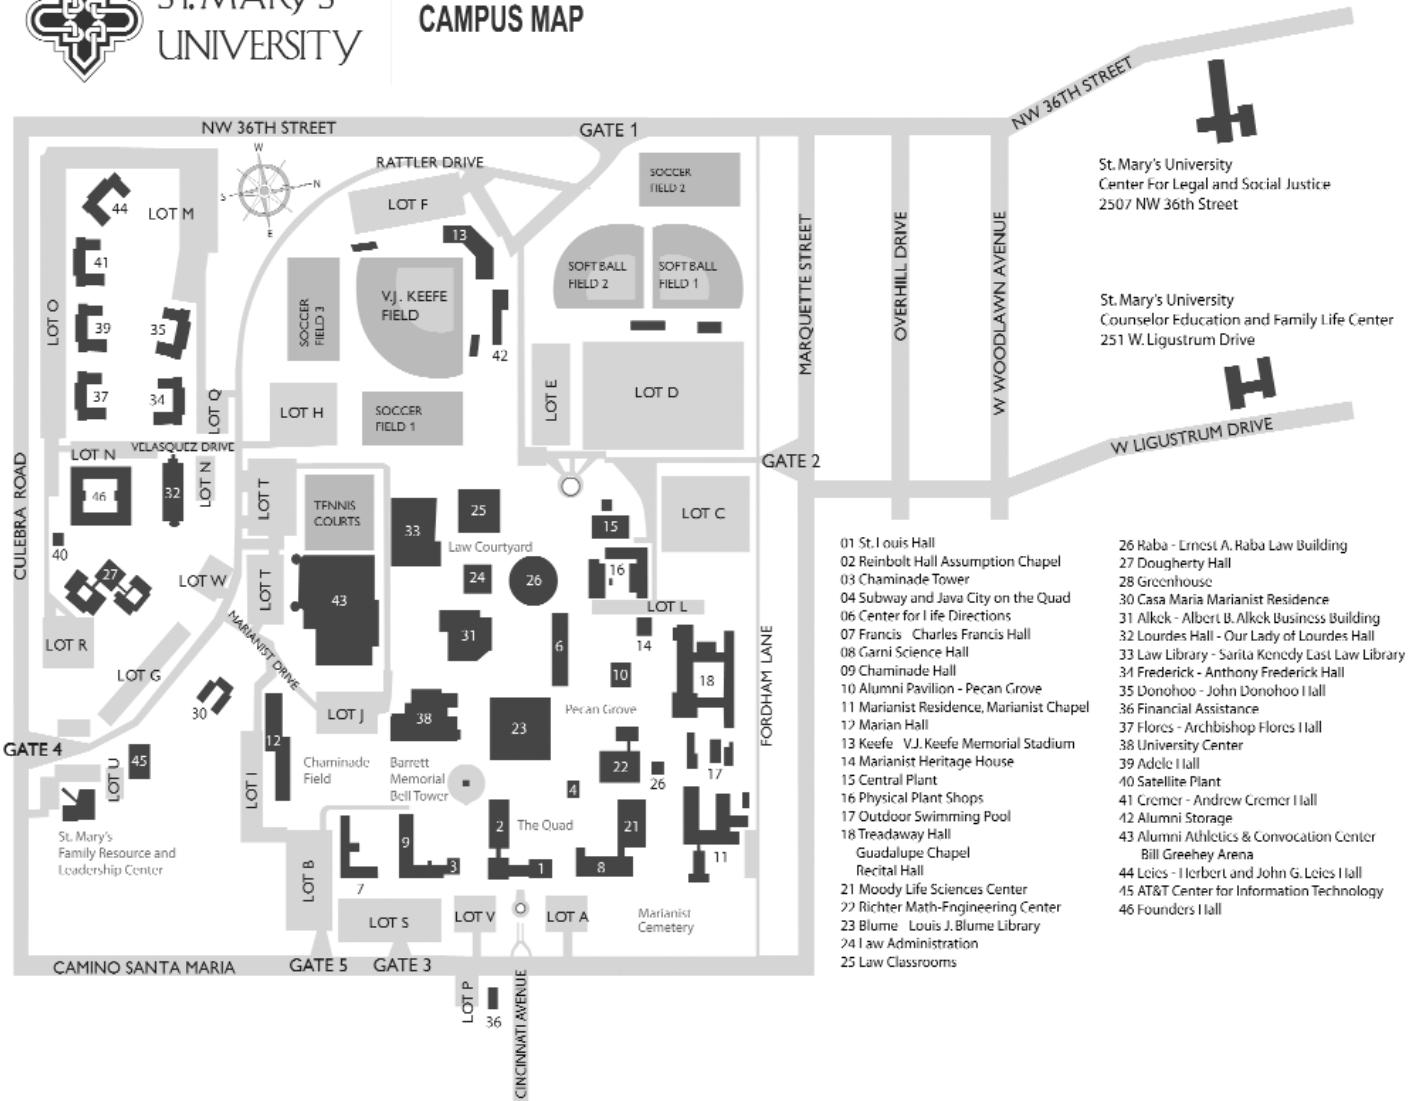 ST. MARY'S
UNIVERSITY
CAMPUS MAP
NW 36TH STREET
GATE 1
NW 36TH STREET
W
N
S
E
RATTLER DRIVE
SOCCER
FIELD 2
LOT F
44
LOT M
13
41
SOFTBALL
FIELD 2
SOFTBALL
FIELD 1
V.J. KEEFE
FIELD
SOCCER
FIELD 3
LOT O
39
35
42
MARQUETTE STREET
OVERHILL DRIVE
W WOODLAWN AVENUE
St. Mary's University
Center For Legal and Social Justice
2507 NW 36th Street
St. Mary's University
Counselor Education and Family Life Center
251 W. Ligustrum Drive
W LIGUSTRUM DRIVE
37
34
LOT Q
LOT H
SOCCER
FIELD 1
LOT E
LOT D
VELASQUEZ DRIVE
LOT N
GATE 2
CULEBRA ROAD
46
32
LOT N
LOT T
TENNIS
COURTS
33
25
15
LOT C
Law Courtyard
40
27
LOT W
LOT T
43
24
26
16
LOT L
MARIANIST DRIVE
31
6
14
LOT R
LOT G
10
18
FORDHAM LANE
30
LOT J
38
23
Pecan Grove
GATE 4
12
45
LOT U
Chaminade
Field
Barrett
Memorial
Bell Tower
22
26
17
4
LOT I
2
The Quad
21
St. Mary's
Family Resource and
Leadership Center
9
3
1
8
11
7
LOT B
LOT S
LOT V
LOT A
Marianist
Cemetery
CAMINO SANTA MARIA
GATE 5
GATE 3
LOT P
36
CINCINNATI AVENUE
01 St. Louis Hall
02 Reinbolt Hall Assumption Chapel
03 Chaminade Tower
04 Subway and Java City on the Quad
06 Center for Life Directions
07 Francis Charles Francis Hall
08 Garni Science Hall
09 Chaminade Hall
10 Alumni Pavilion - Pecan Grove
11 Marianist Residence, Marianist Chapel
12 Marian Hall
13 Keefe V.J. Keefe Memorial Stadium
14 Marianist Heritage House
15 Central Plant
16 Physical Plant Shops
17 Outdoor Swimming Pool
18 Treadaway Hall
Guadalupe Chapel
Recital Hall
21 Moody Life Sciences Center
22 Richter Math-Engineering Center
23 Blume Louis J. Blume Library
24 Law Administration
25 Law Classrooms
26 Raba - Ernest A. Raba Law Building
27 Dougherty Hall
28 Greenhouse
30 Casa Maria Marianist Residence
31 Alkek - Albert B. Alkek Business Building
32 Lourdes Hall - Our Lady of Lourdes Hall
33 Law Library - Sarita Kenedy East Law Library
34 Frederick - Anthony Frederick Hall
35 Donohoo - John Donohoo Hall
36 Financial Assistance
37 Flores - Archbishop Flores Hall
38 University Center
39 Adele Hall
40 Satellite Plant
41 Cremer - Andrew Cremer Hall
42 Alumni Storage
43 Alumni Athletics & Convocation Center
Bill Greehey Arena
44 Leies - Herbert and John G. Leies Hall
45 AT&T Center for Information Technology
46 Founders Hall